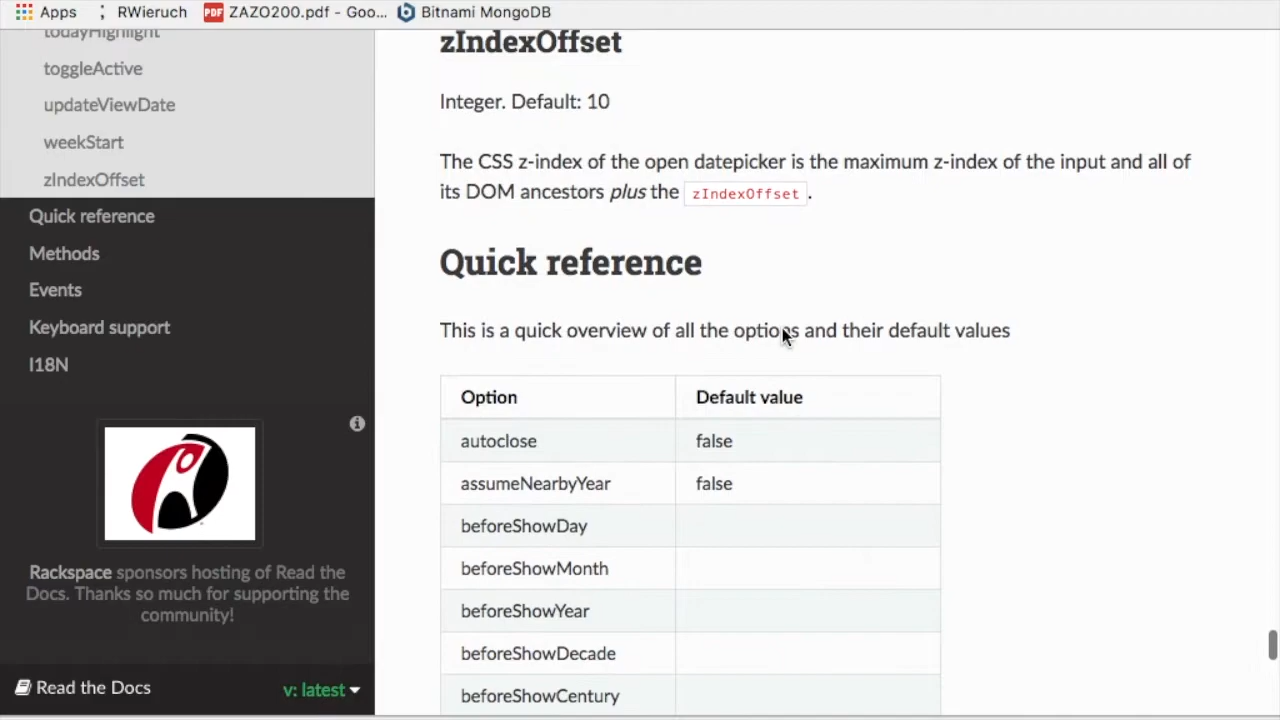 Apps
RWieruch
PDF
ZAZO200.pdf - Goo...
Bitnami MongoDB
todayHighlight
toggleActive
updateViewDate
weekStart
zIndexOffset
Quick reference
Methods
Events
Keyboard support
I18N
Rackspace sponsors hosting of Read the
Docs. Thanks so much for supporting the
community!
Read the Docs
v: latest
zIndexOffset
Integer. Default: 10
The CSS z-index of the open datepicker is the maximum z-index of the input and all of
its DOM ancestors plus the zIndexOffset .
Quick reference
This is a quick overview of all the options and their default values
Option Default value
autoclose false
assumeNearbyYear false
beforeShowDay
beforeShowMonth
beforeShowYear
beforeShowDecade
beforeShowCentury